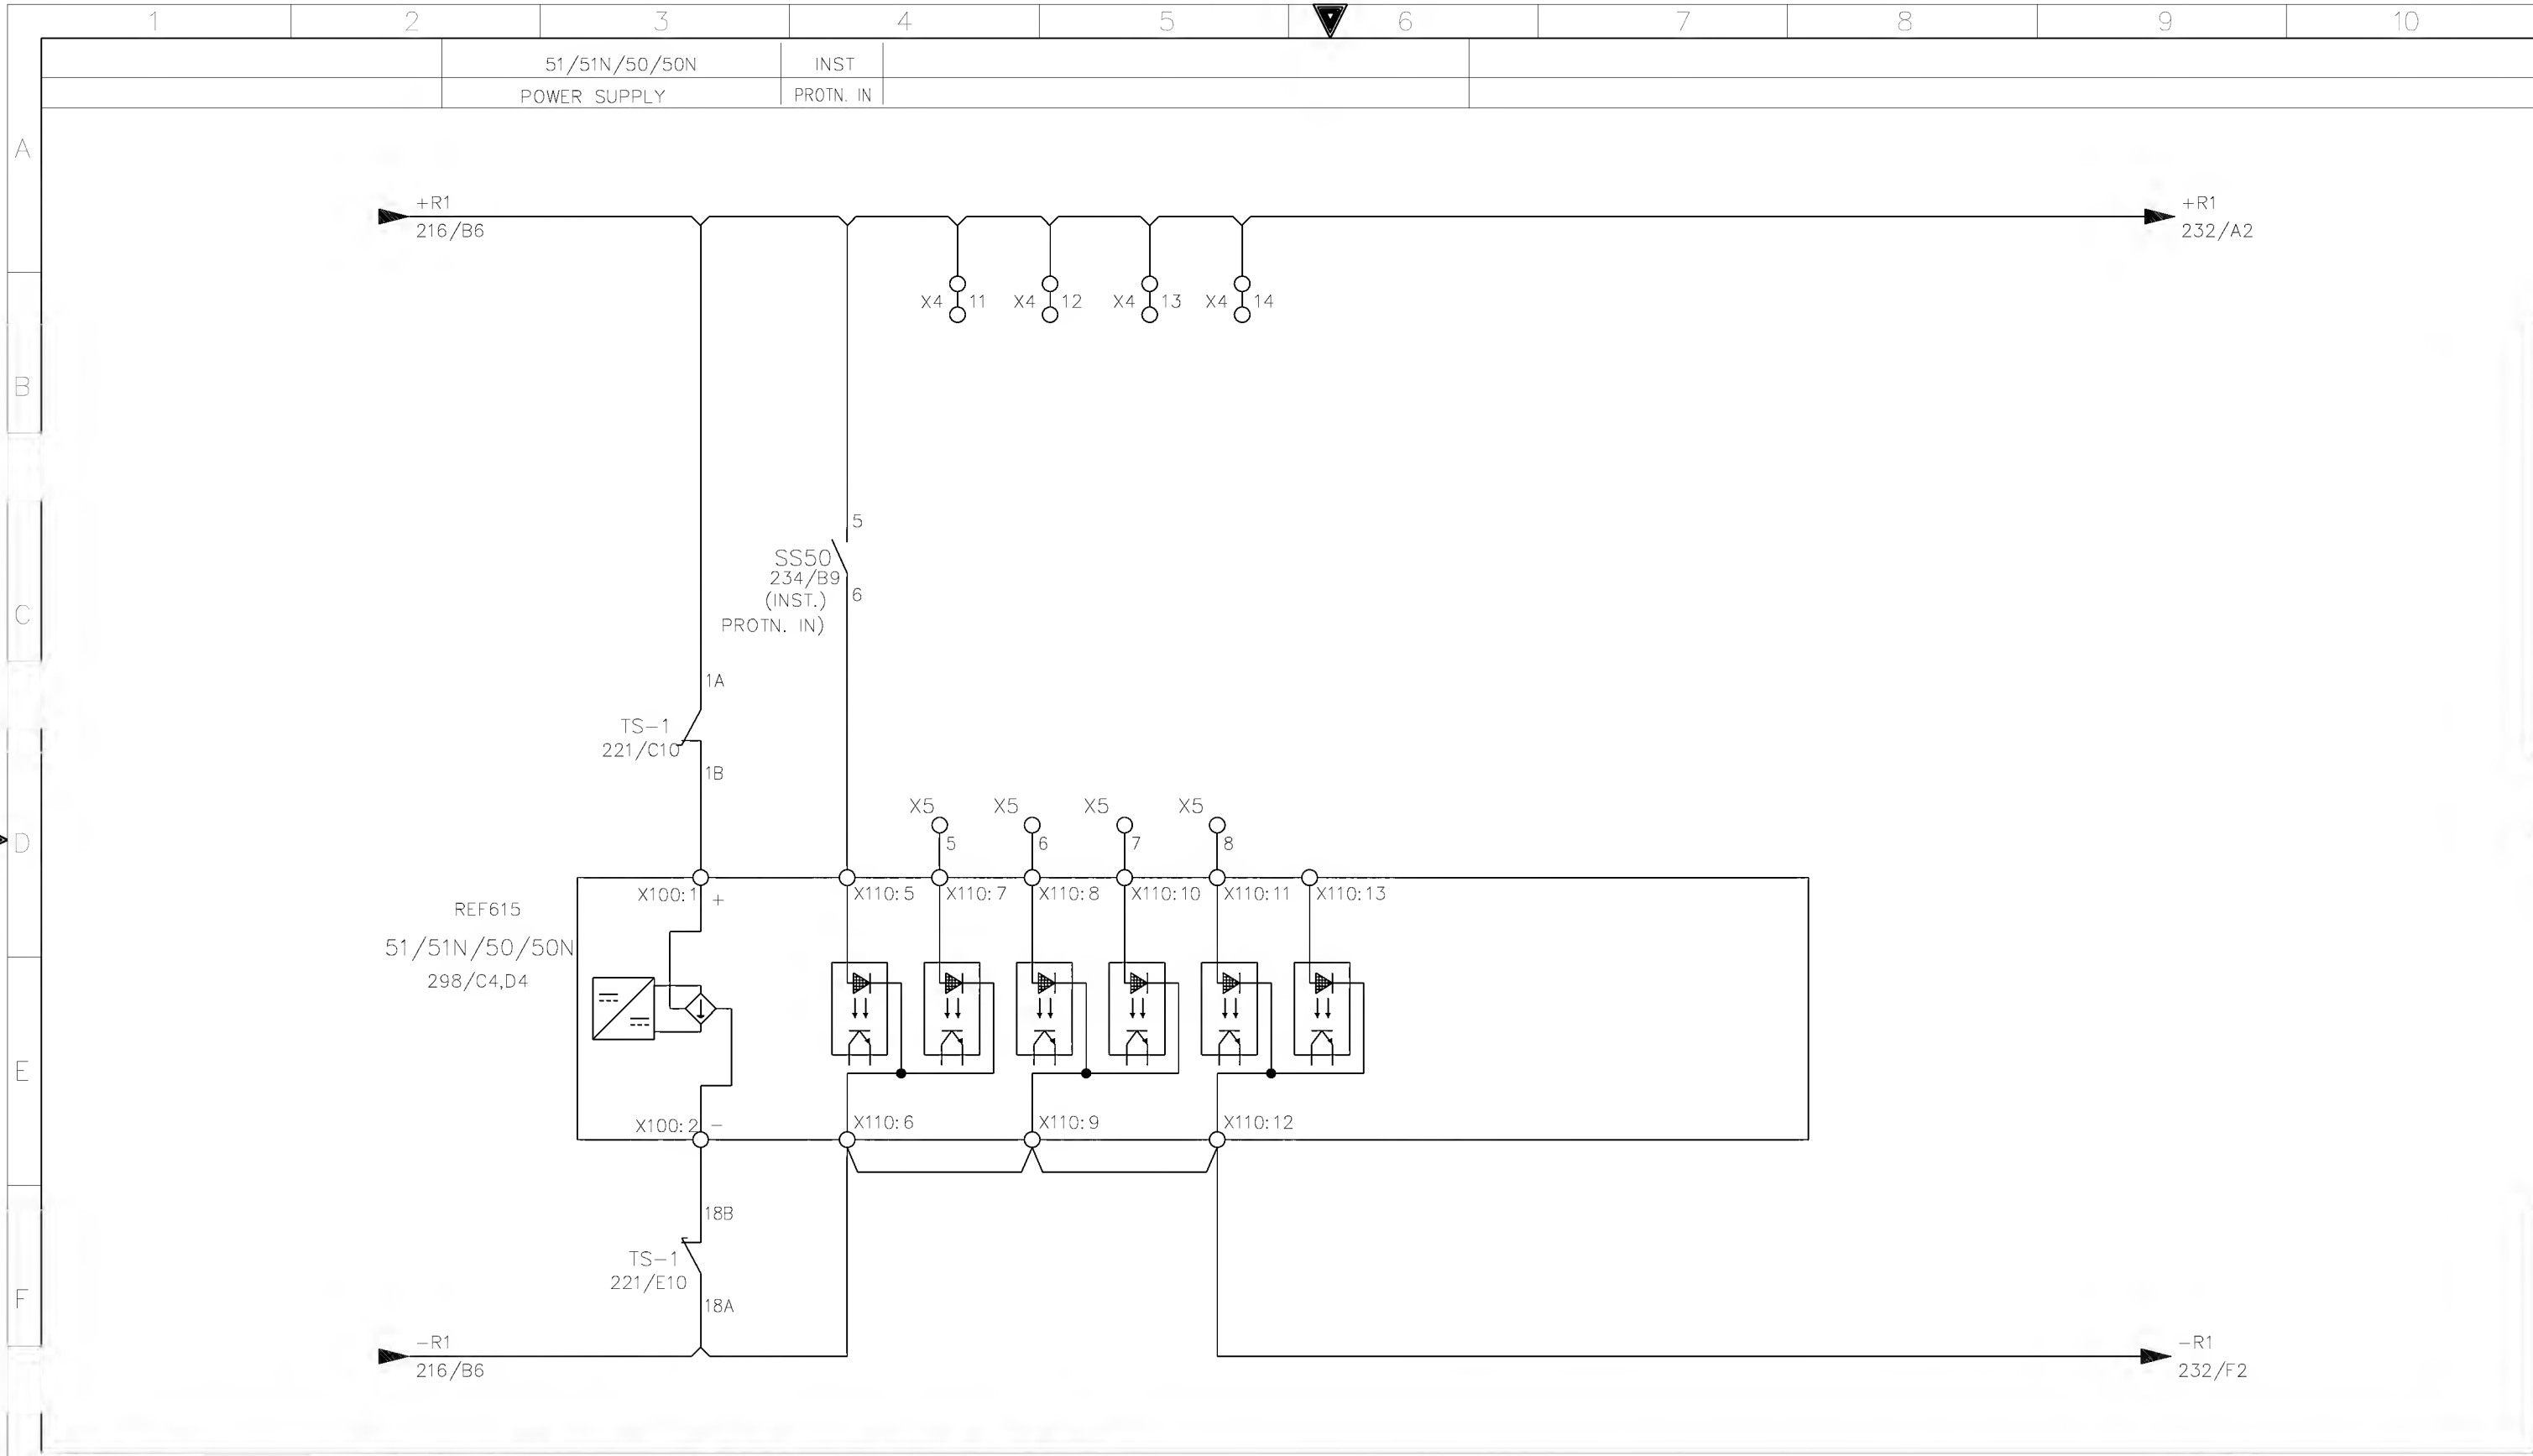 1 2 3 4 5 6 7 8 9 10
51/51N/50/50N INST
POWER SUPPLY PROTN. IN
A
+R1 +R1
216/B6 232/A2
X4 11 X4 12 X4 13 X4 14
B
5
SS50
234/B9
6
(INST.)
C
PROTN. IN)
1A
TS-1
221/C10
1B
X5 X5 X5 X5
D
5 6 7 8
X100:1 + X110:5 X110:7 X110:8 X110:10 X110:11 X110:13
REF615
51/51N/50/50N
298/C4,D4
E
X100:2 - X110:6 X110:9 X110:12
18B
TS-1
221/E10
F
18A
-R1 -R1
216/B6 232/F2